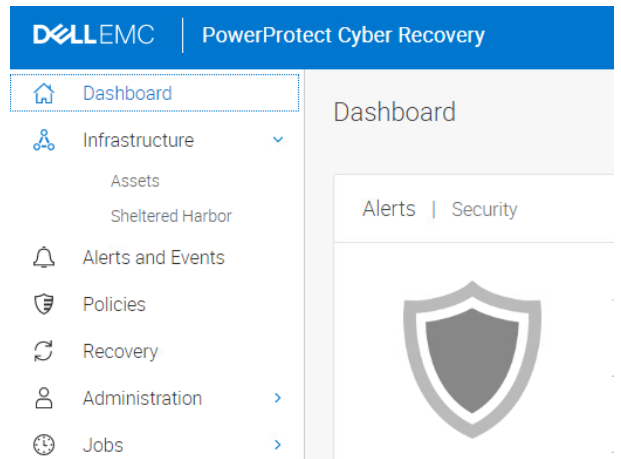 DELLEMC | PowerProtect Cyber Recovery
Dashboard
Infrastructure
Assets
Sheltered Harbor
Alerts and Events
Policies
Recovery
Administration
Jobs
Dashboard
Alerts | Security